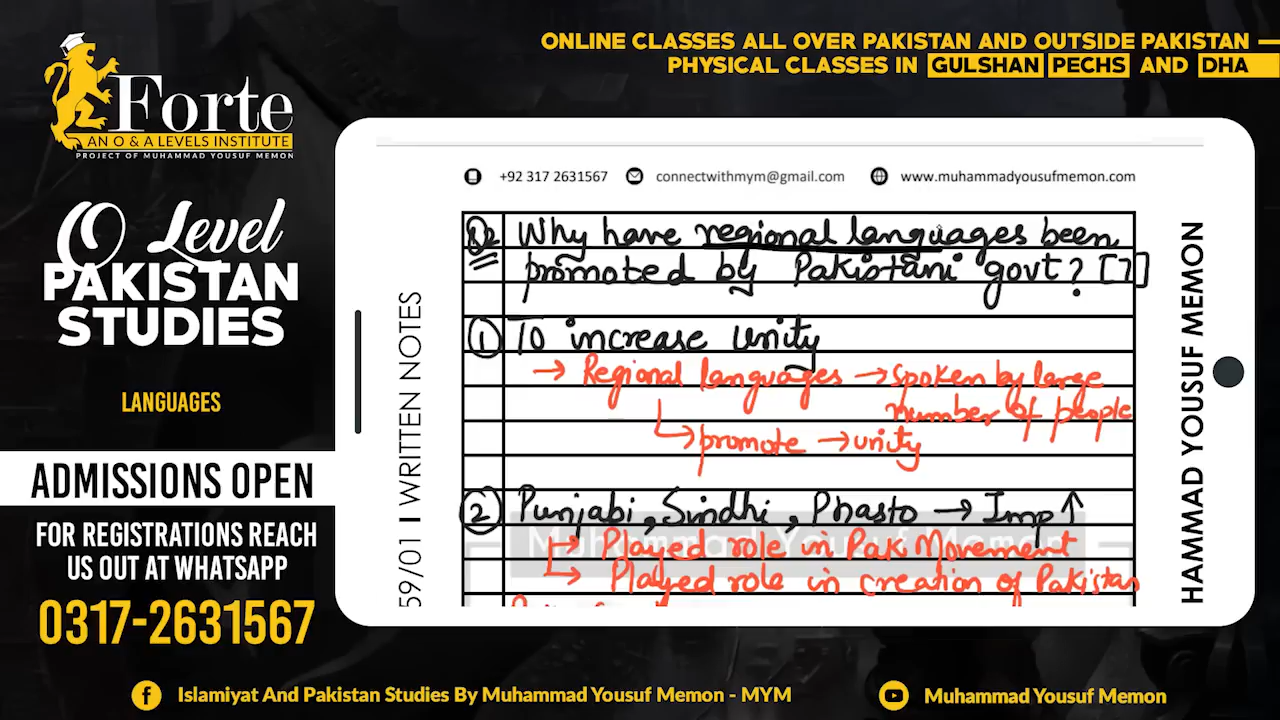 Forte
AN O & A LEVELS INSTITUTE
PROJECT OF MUHAMMAD YOUSUF MEMON
O Level
PAKISTAN
STUDIES
LANGUAGES
ADMISSIONS OPEN
FOR REGISTRATIONS REACH
US OUT AT WHATSAPP
0317-2631567
ONLINE CLASSES ALL OVER PAKISTAN AND OUTSIDE PAKISTAN
PHYSICAL CLASSES IN GULSHAN PECHS AND DHA
+92 317 2631567 connectwithmym@gmail.com www.muhammadyousufmemon.com
59/01 I WRITTEN NOTES
Why have regional languages been
promoted by Pakistani govt? [7]
① To increase unity
→ Regional languages → spoken by large
number of people
↳ promote → unity
② Punjabi, Sindhi, Phasto → Imp ↑
Muhammad Yousuf Memon
→ Played role in Pak Movement
→ Played role in creation of Pakistan
HAMMAD YOUSUF MEMON
Islamiyat And Pakistan Studies By Muhammad Yousuf Memon - MYM
Muhammad Yousuf Memon